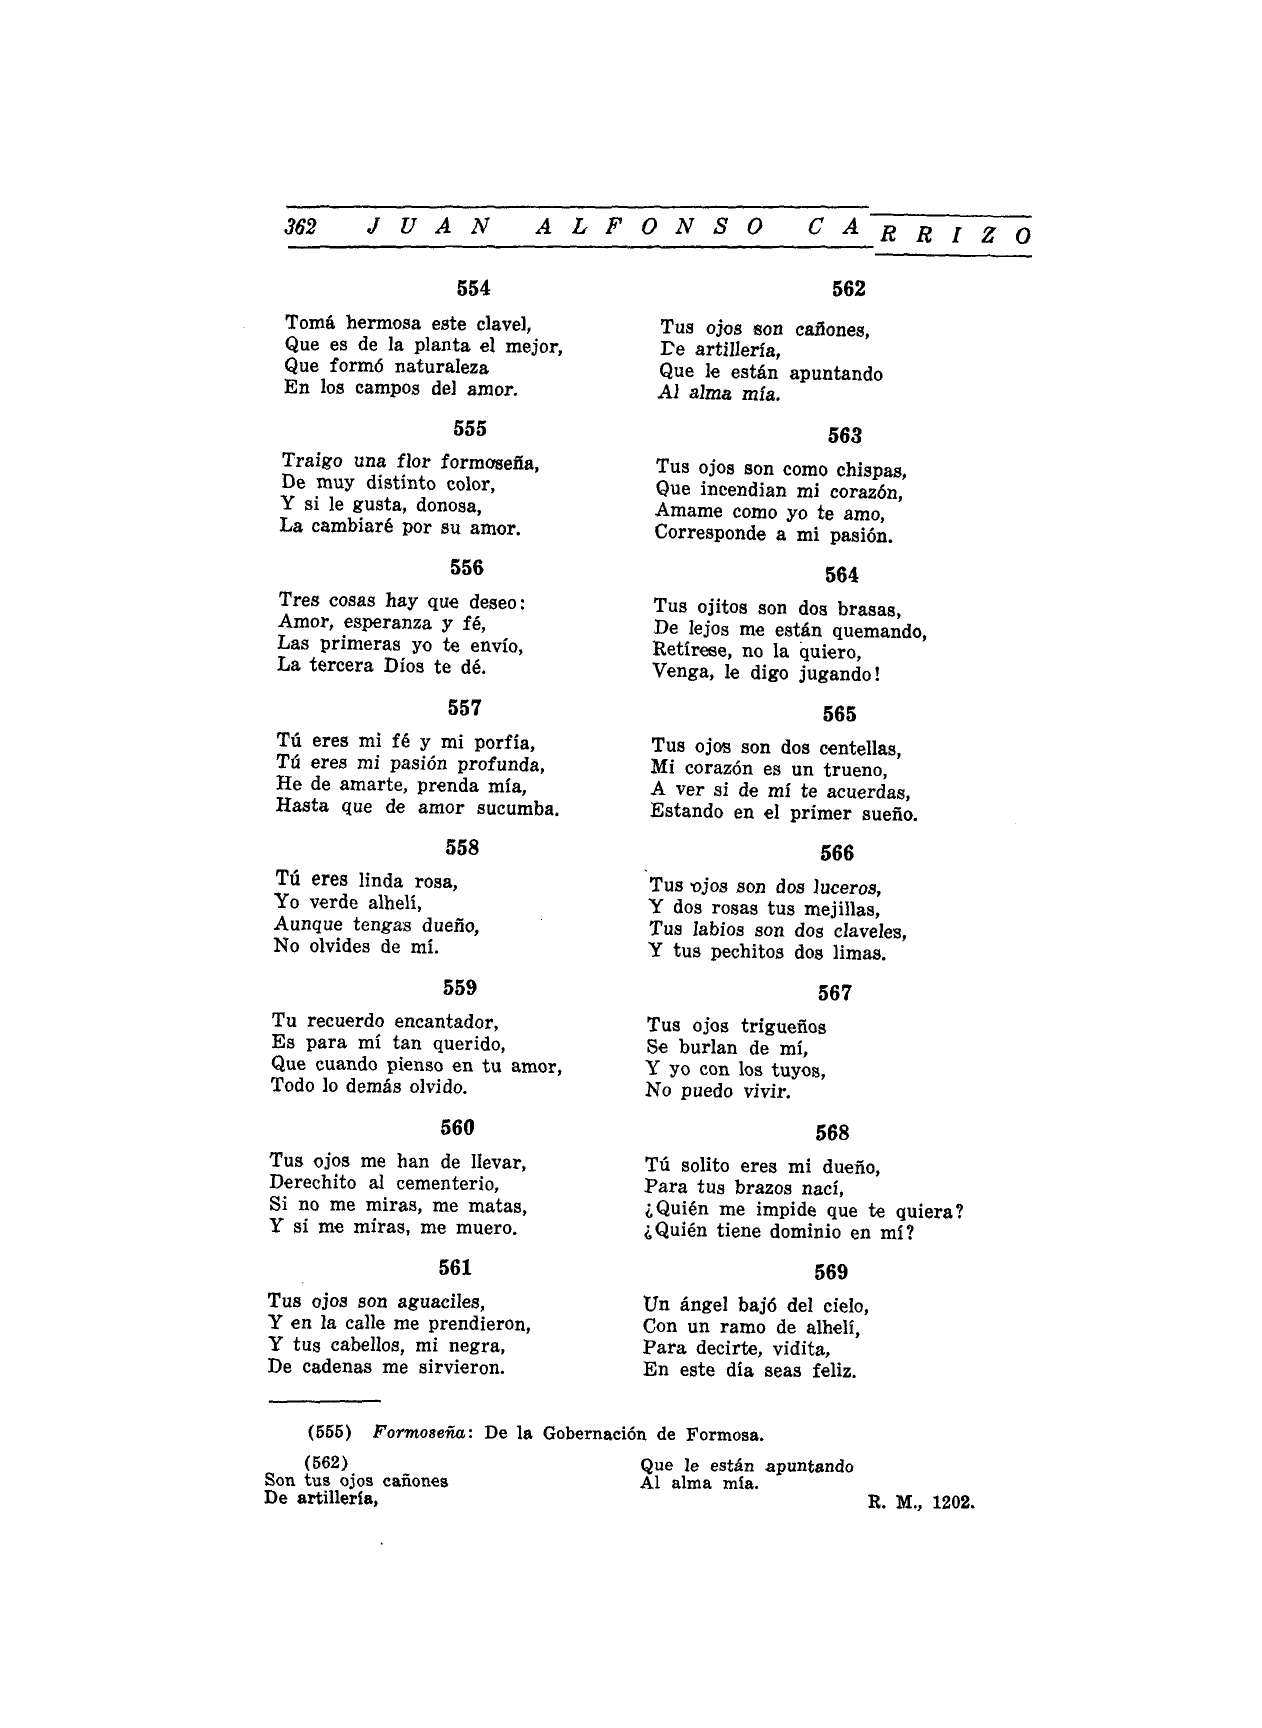 362 JUAN ALFONSO CARRIZO
554
Tomá hermosa este clavel,
Que es de la planta el mejor,
Que formó naturaleza
En los campos del amor.
555
Traigo una flor formoseña,
De muy distinto color,
Y si le gusta, donosa,
La cambiaré por su amor.
556
Tres cosas hay que deseo:
Amor, esperanza y fé,
Las primeras yo te envío,
La tercera Dios te dé.
557
Tú eres mi fé y mi porfía,
Tú eres mi pasión profunda,
He de amarte, prenda mía,
Hasta que de amor sucumba.
558
Tú eres linda rosa,
Yo verde alhelí,
Aunque tengas dueño,
No olvides de mí.
559
Tu recuerdo encantador,
Es para mí tan querido,
Que cuando pienso en tu amor,
Todo lo demás olvido.
560
Tus ojos me han de llevar,
Derechito al cementerio,
Si no me miras, me matas,
Y si me miras, me muero.
561
Tus ojos son aguaciles,
Y en la calle me prendieron,
Y tus cabellos, mi negra,
De cadenas me sirvieron.
562
Tus ojos son cañones,
De artillería,
Que le están apuntando
Al alma mía.
563
Tus ojos son como chispas,
Que incendian mi corazón,
Amame como yo te amo,
Corresponde a mi pasión.
564
Tus ojitos son dos brasas,
De lejos me están quemando,
Retírese, no la quiero,
Venga, le digo jugando!
565
Tus ojos son dos centellas,
Mi corazón es un trueno,
A ver si de mí te acuerdas,
Estando en el primer sueño.
566
Tus ojos son dos luceros,
Y dos rosas tus mejillas,
Tus labios son dos claveles,
Y tus pechitos dos limas.
567
Tus ojos trigueños
Se burlan de mí,
Y yo con los tuyos,
No puedo vivir.
568
Tú solito eres mi dueño,
Para tus brazos nací,
¿Quién me impide que te quiera?
¿Quién tiene dominio en mí?
569
Un ángel bajó del cielo,
Con un ramo de alhelí,
Para decirte, vidita,
En este día seas feliz.
(555) Formoseña: De la Gobernación de Formosa.
(562)
Son tus ojos cañones
De artillería,
Que le están apuntando
Al alma mía.
R. M., 1202.